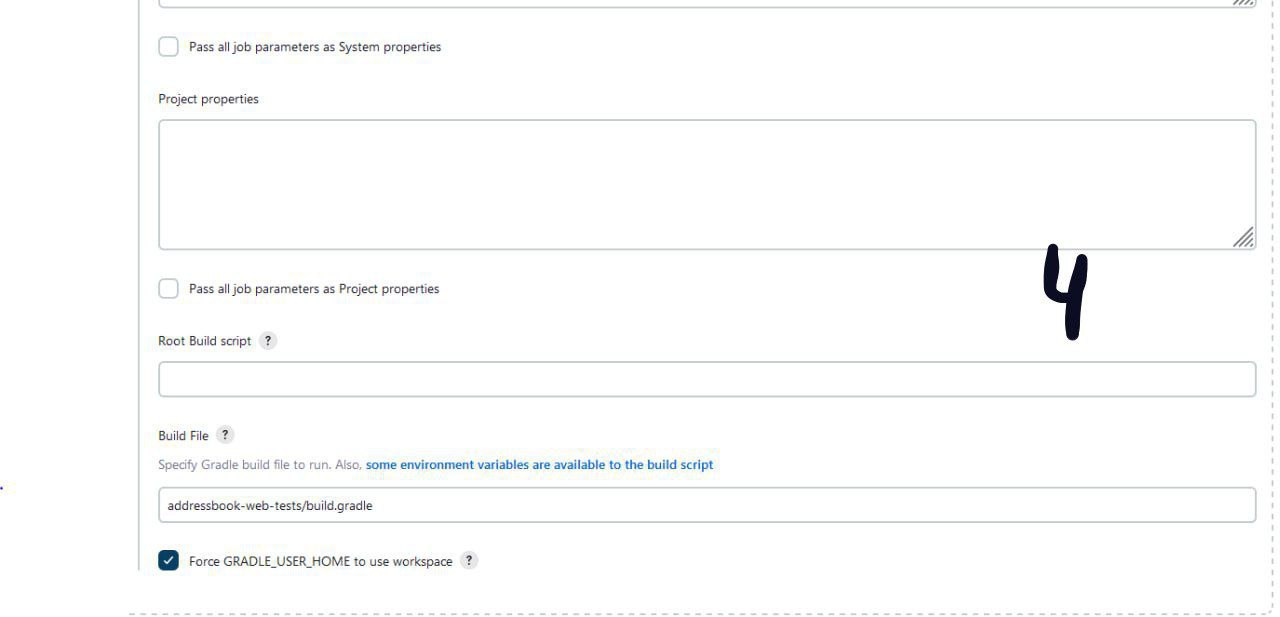 Pass all job parameters as System properties
Project properties
4
Pass all job parameters as Project properties
Root Build script ?
Build File ?
Specify Gradle build file to run. Also, some environment variables are available to the build script
addressbook-web-tests/build.gradle
Force GRADLE_USER_HOME to use workspace ?